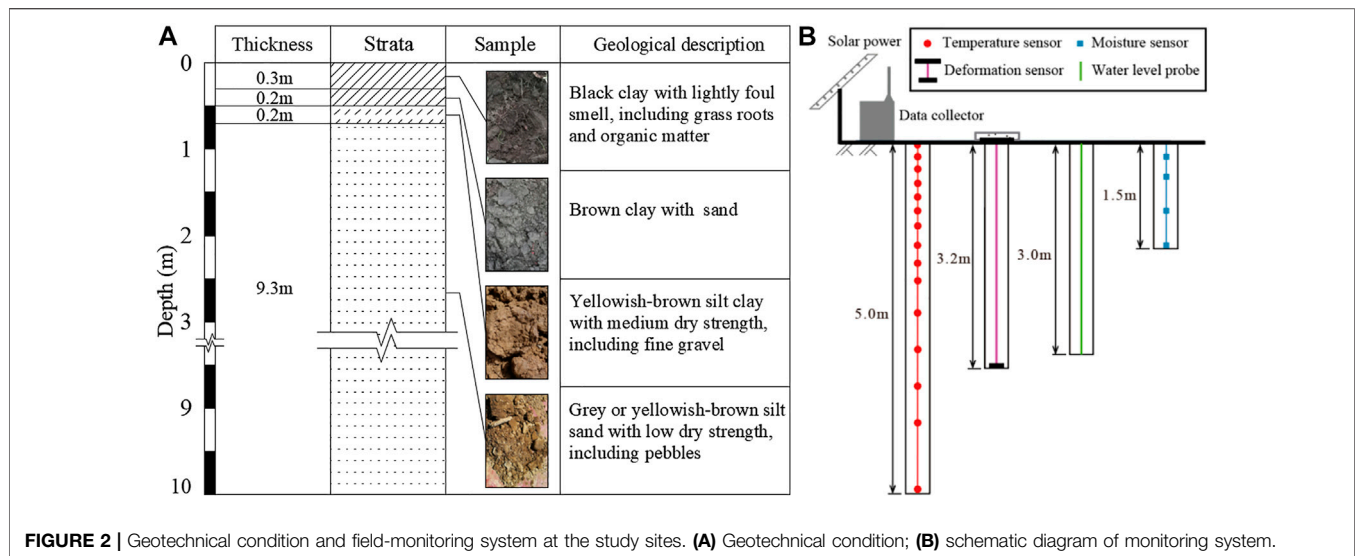 A
Thickness Strata Sample Geological description
0
0.3m
0.2m
0.2m
1
2
9.3m
3
9
10
Depth (m)
Black clay with lightly foul
smell, including grass roots
and organic matter
Brown clay with sand
Yellowish-brown silt clay
with medium dry strength,
including fine gravel
Grey or yellowish-brown silt
sand with low dry strength,
including pebbles
B
Solar power
Temperature sensor Moisture sensor
Deformation sensor Water level probe
Data collector
5.0m
3.2m
3.0m
1.5m
FIGURE 2 | Geotechnical condition and field-monitoring system at the study sites. (A) Geotechnical condition; (B) schematic diagram of monitoring system.